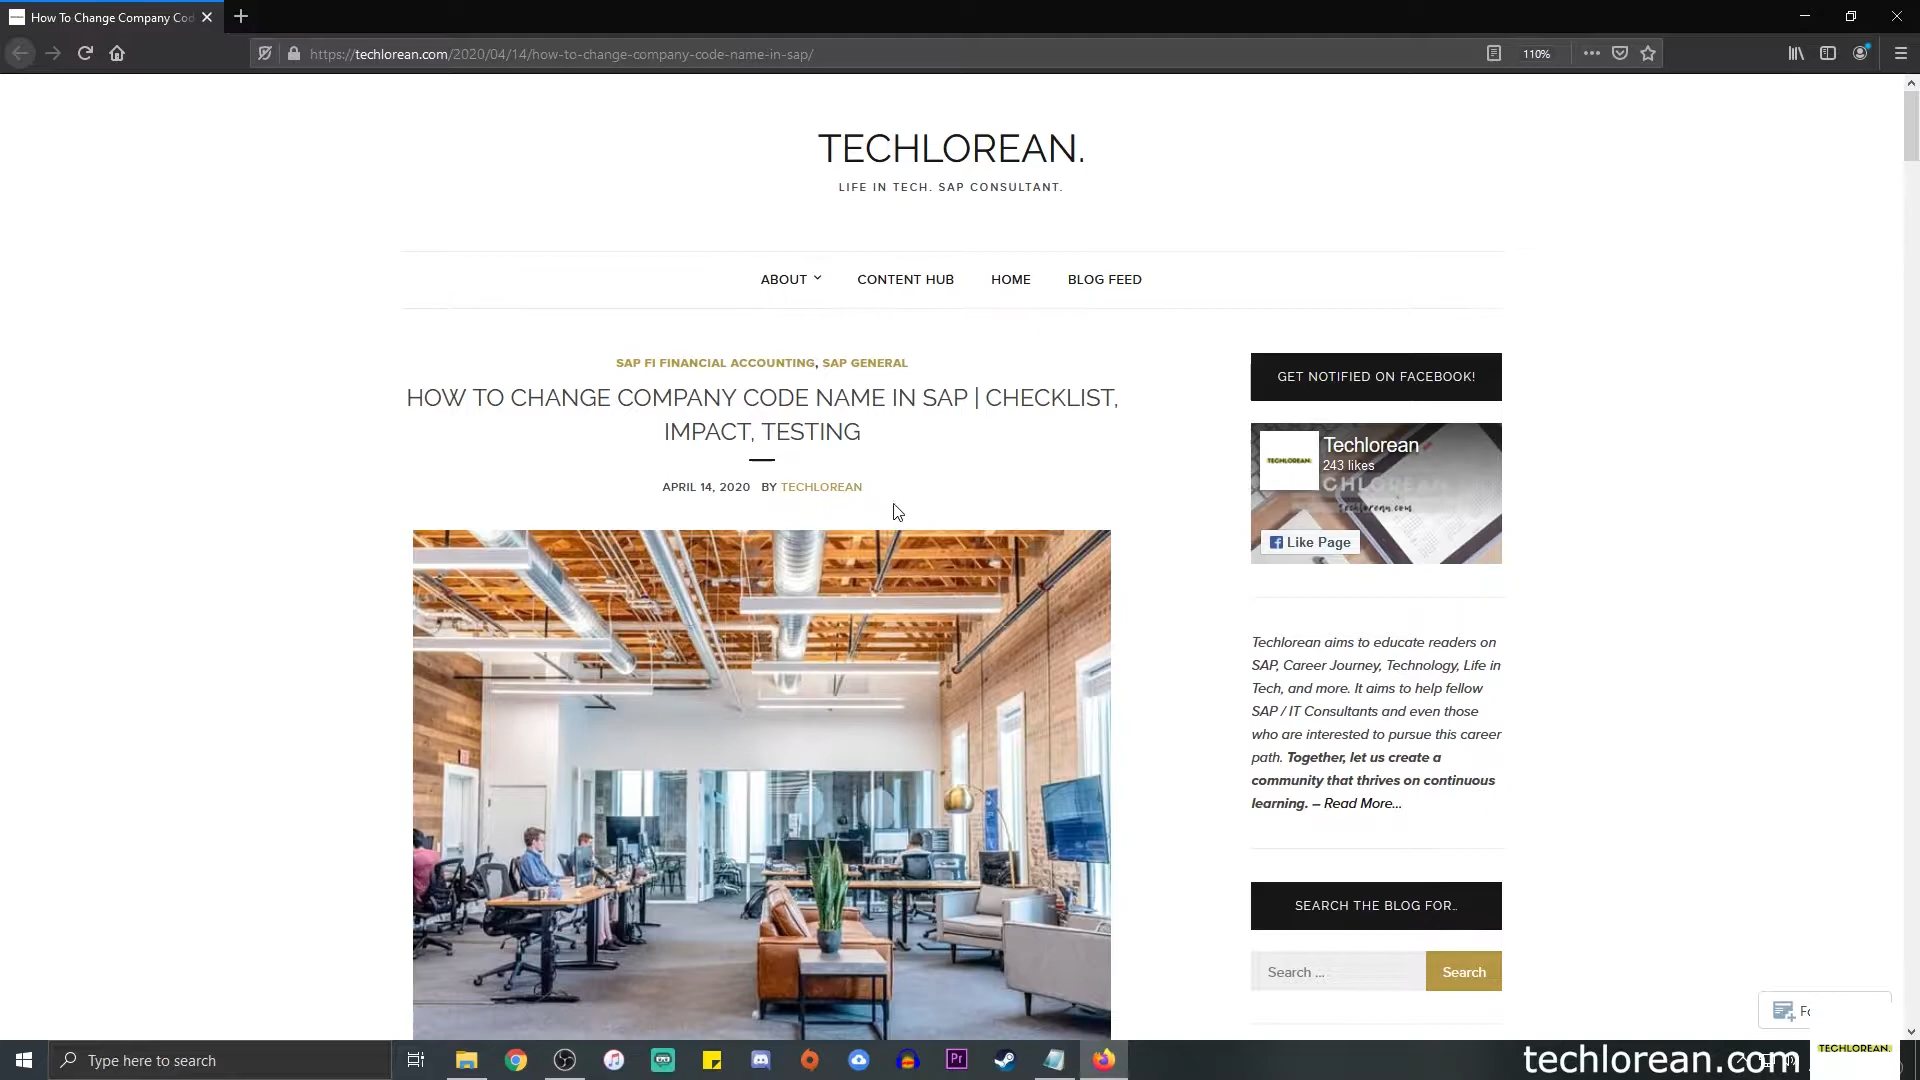 How To Change Company Cod
https://techlorean.com/2020/04/14/how-to-change-company-code-name-in-sap/
110%
TECHLOREAN.
LIFE IN TECH. SAP CONSULTANT.
ABOUT
CONTENT HUB
HOME
BLOG FEED
SAP FI FINANCIAL ACCOUNTING, SAP GENERAL
HOW TO CHANGE COMPANY CODE NAME IN SAP | CHECKLIST,
IMPACT, TESTING
APRIL 14, 2020 BY TECHLOREAN
GET NOTIFIED ON FACEBOOK!
TECHLOREAN.
Techlorean
243 likes
techlorean.com
Like Page
Techlorean aims to educate readers on
SAP, Career Journey, Technology, Life in
Tech, and more. It aims to help fellow
SAP / IT Consultants and even those
who are interested to pursue this career
path. Together, let us create a
community that thrives on continuous
learning. – Read More…
SEARCH THE BLOG FOR…
Search …
Search
Type here to search
Pr
techlorean.com
TECHLOREAN.